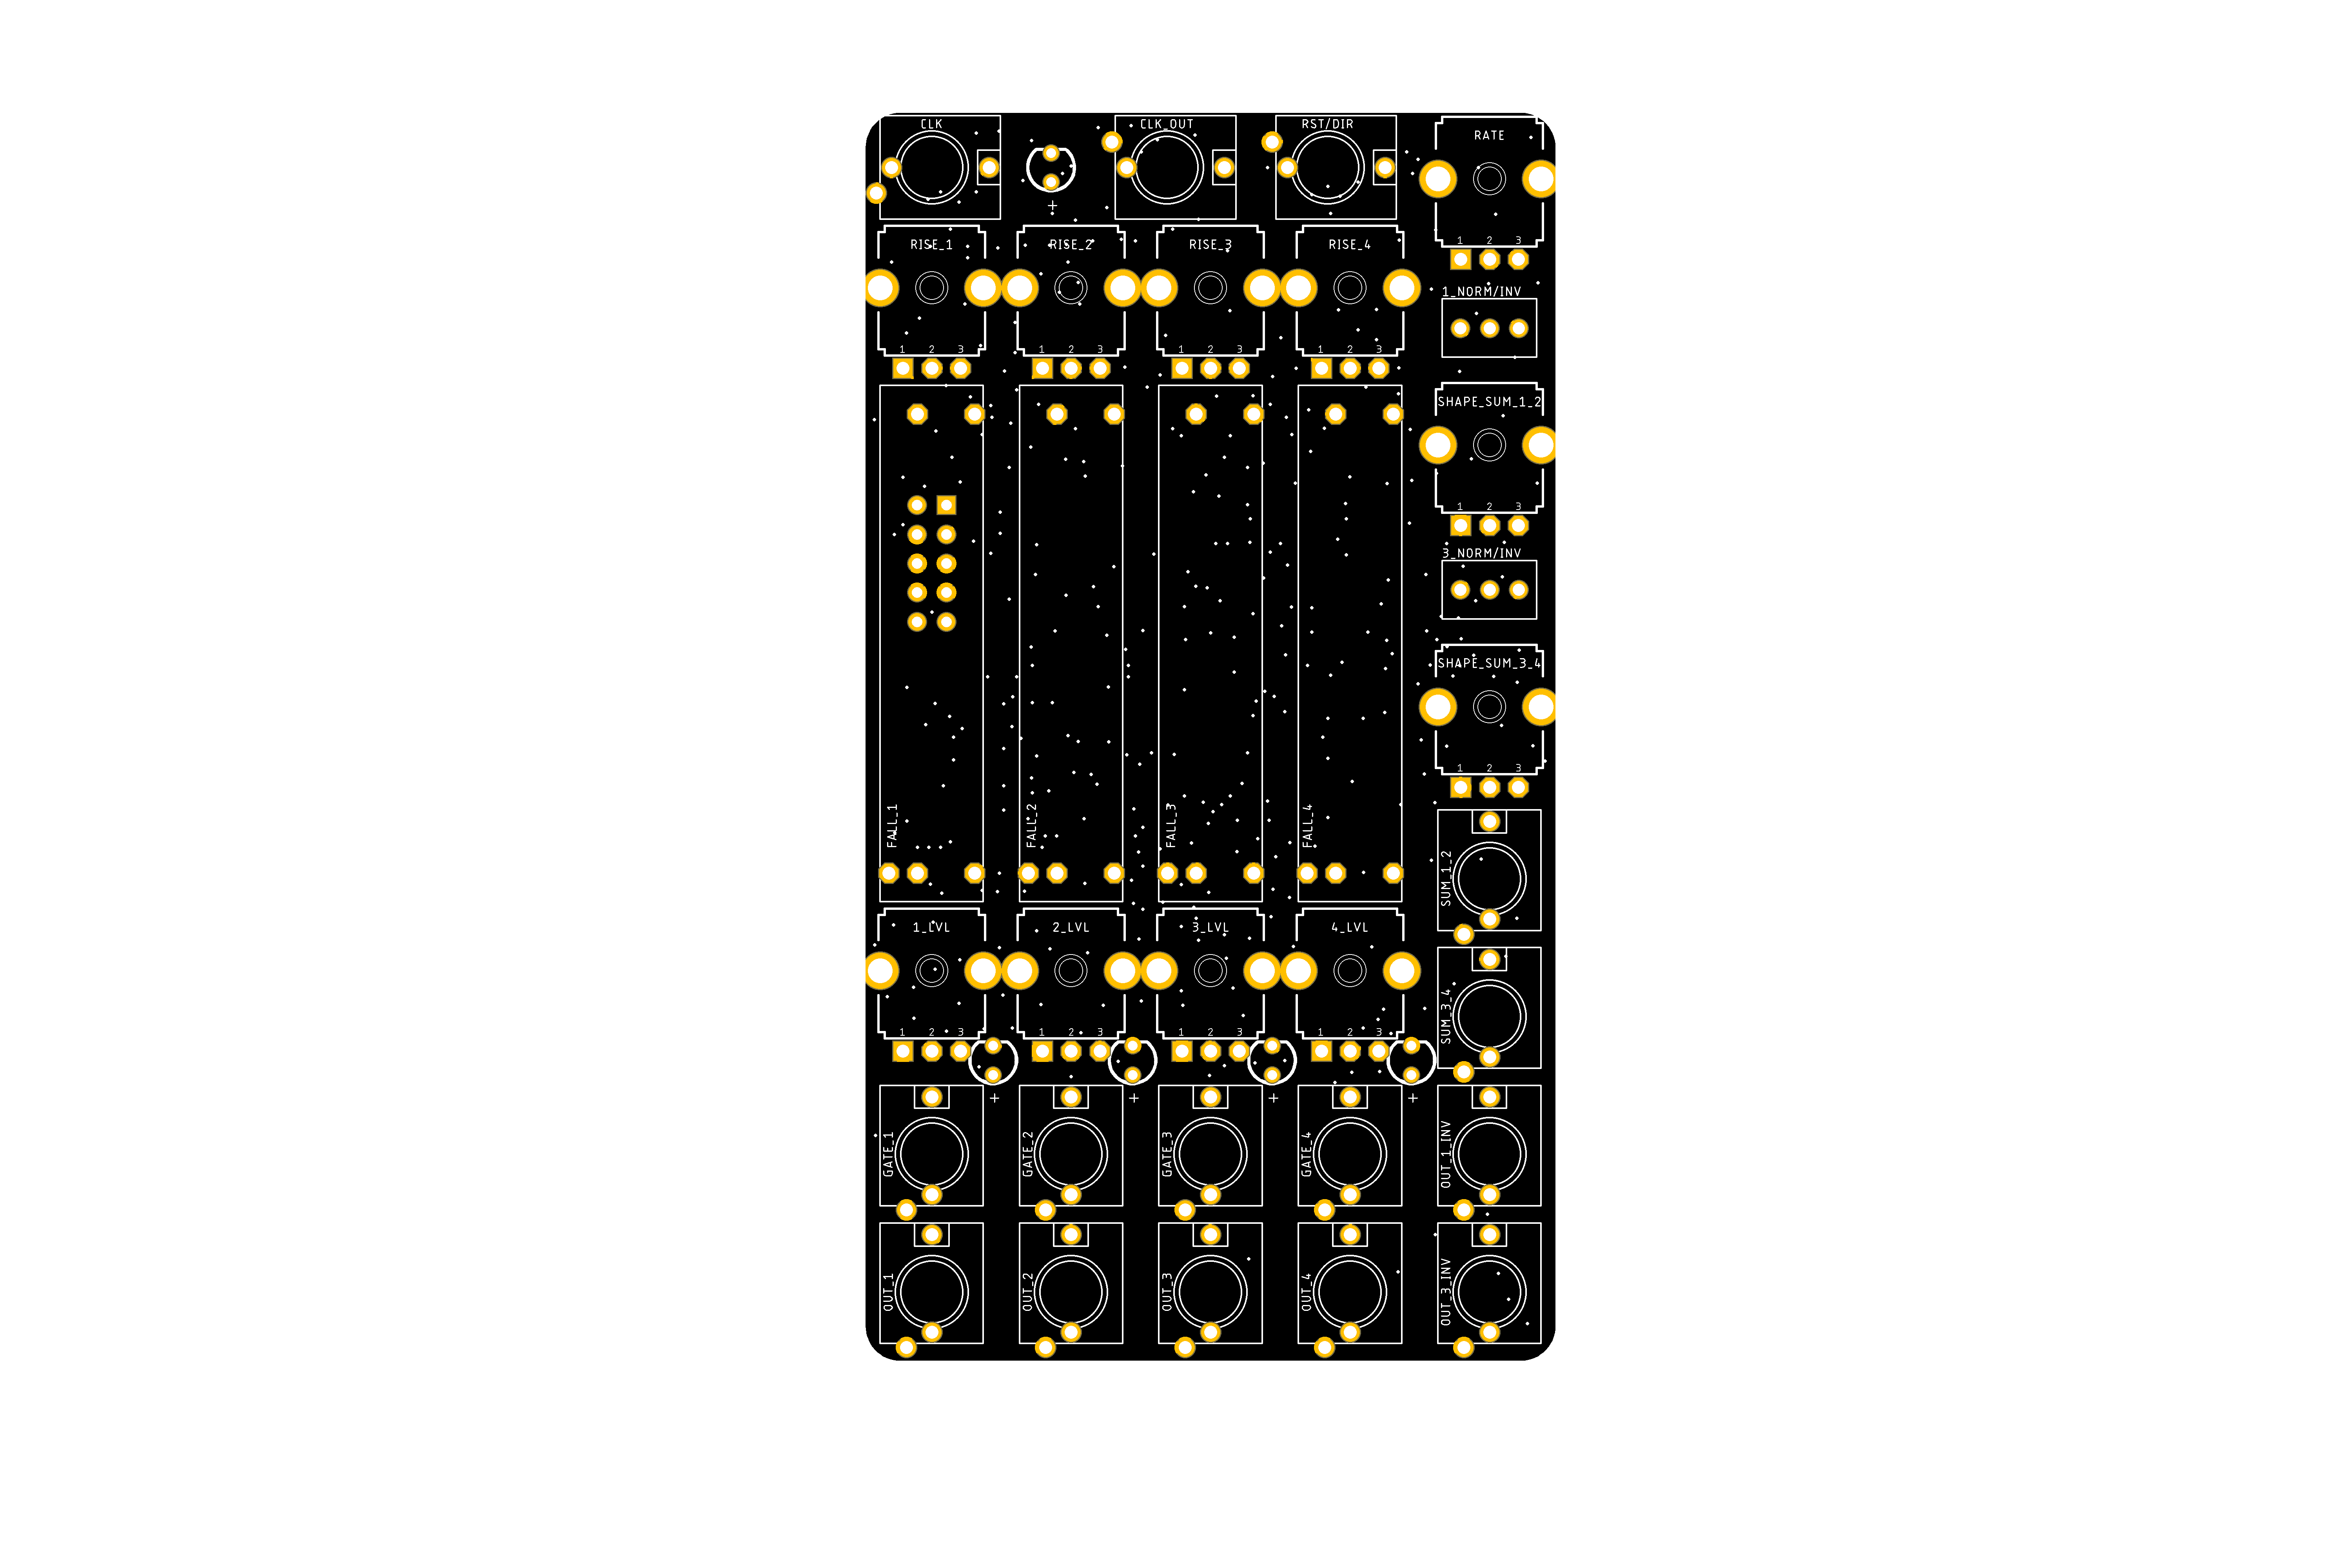 CLK
CLK_OUT
RST/DIR
RATE
+
1 2 3
RISE_1
RISE_2
RISE_3
RISE_4
1_NORM/INV
1 2 3
1 2 3
1 2 3
1 2 3
SHAPE_SUM_1_2
1 2 3
3_NORM/INV
SHAPE_SUM_3_4
1 2 3
FALL_1
FALL_2
FALL_3
FALL_4
SUM_1_2
1_LVL
2_LVL
3_LVL
4_LVL
SUM_3_4
1 2 3
1 2 3
1 2 3
1 2 3
+
+
+
+
GATE_1
GATE_2
GATE_3
GATE_4
OUT_1_INV
OUT_1
OUT_2
OUT_3
OUT_4
OUT_3_INV